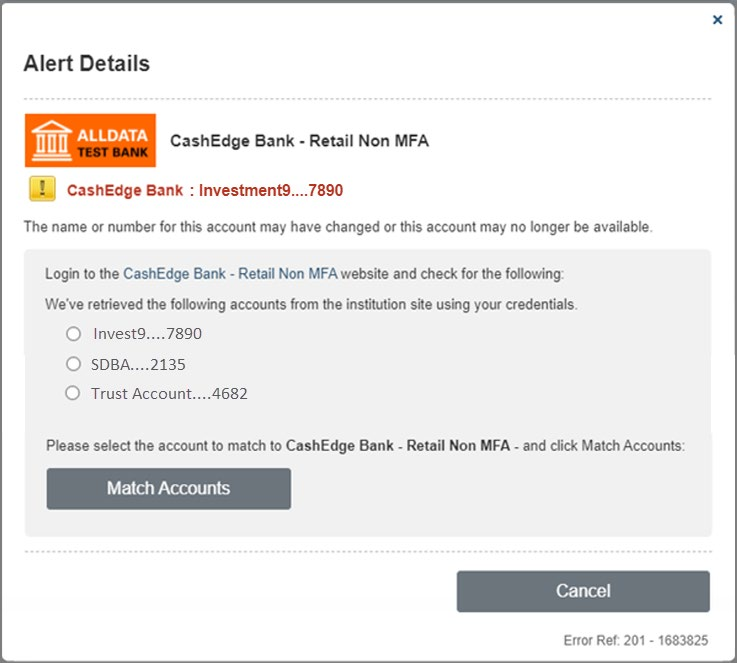 ×
Alert Details
ALLDATA
TEST BANK
CashEdge Bank - Retail Non MFA
!
CashEdge Bank : Investment9....7890
The name or number for this account may have changed or this account may no longer be available.
Login to the CashEdge Bank - Retail Non MFA website and check for the following:
We've retrieved the following accounts from the institution site using your credentials.
Invest9....7890
SDBA....2135
Trust Account....4682
Please select the account to match to CashEdge Bank - Retail Non MFA - and click Match Accounts:
Match Accounts
Cancel
Error Ref: 201 - 1683825